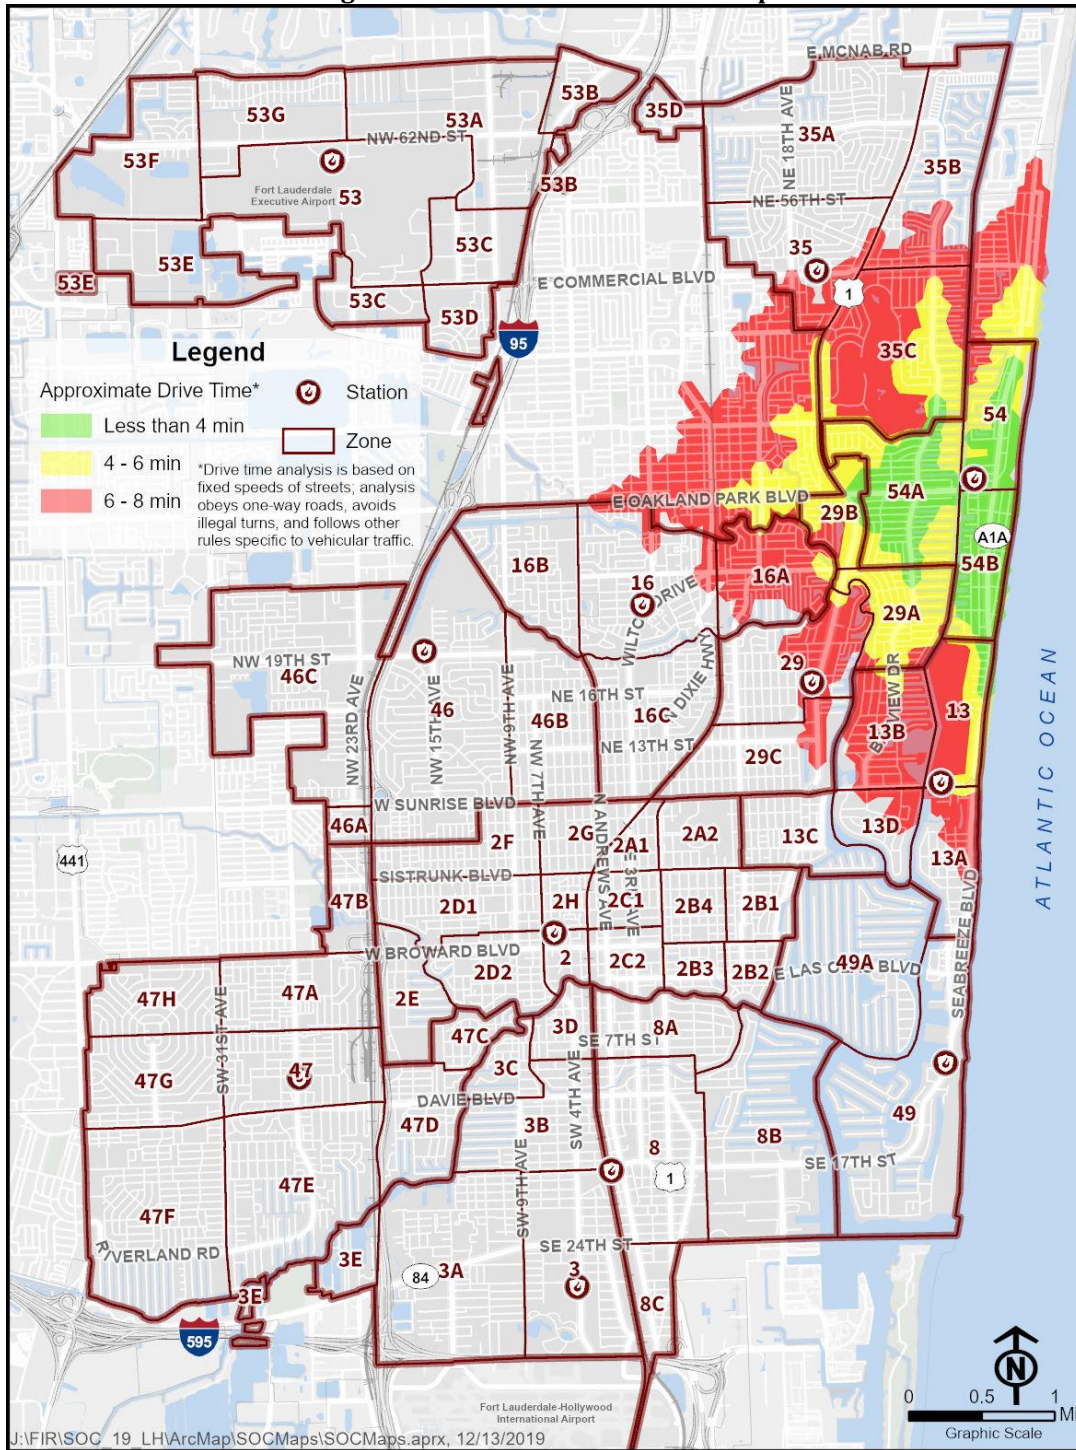 E MCNAB RD
53B
35D
53G
53A
NW 62ND ST
NE 18TH AVE
35A
53F
35B
53B
Fort Lauderdale
Executive Airport
53
NE 56TH ST
53C
35
53E
53E
E COMMERCIAL BLVD
1
53C
53D
95
Legend
Approximate Drive Time*
Station
Less than 4 min
Zone
4 - 6 min
6 - 8 min
*Drive time analysis is based on
fixed speeds of streets; analysis
obeys one-way roads, avoids
illegal turns, and follows other
rules specific to vehicular traffic.
35C
54
54A
E OAKLAND PARK BLVD
29B
A1A
54B
16B
16
16A
DRIVE
29A
NW 19TH ST
46C
N DIXIE HWY
29
NW 23RD AVE
NW 15TH AVE
46
NW 9TH AVE
NE 16TH ST
46B
16C
13
13B
NE 13TH ST
29C
NW 7TH AVE
W SUNRISE BLVD
46A
2F
2G
N ANDREWS AVE
2A1
2A2
13C
13D
13A
441
SISTRUNK BLVD
47B
2D1
2H
2C1
2B4
2B1
SEABREEZE BLVD
ATLANTIC OCEAN
W BROWARD BLVD
2D2
2
2C2
2B3
2B2
49A
47H
47A
2E
SW 31ST AVE
47C
3D
8A
SE 7TH ST
47G
47
3C
SW 4TH AVE
DAVIE BLVD
47D
3B
49
8
8B
SW 9TH AVE
SE 17TH ST
1
47E
47F
RIVERLAND RD
3E
SE 24TH ST
84
3A
3
3E
8C
595
N
0 0.5 1
Mi
Graphic Scale
Fort Lauderdale-Hollywood
International Airport
J:\FIR\SOC_19_LH\ArcMap\SOCMaps\SOCMaps.aprx, 12/13/2019